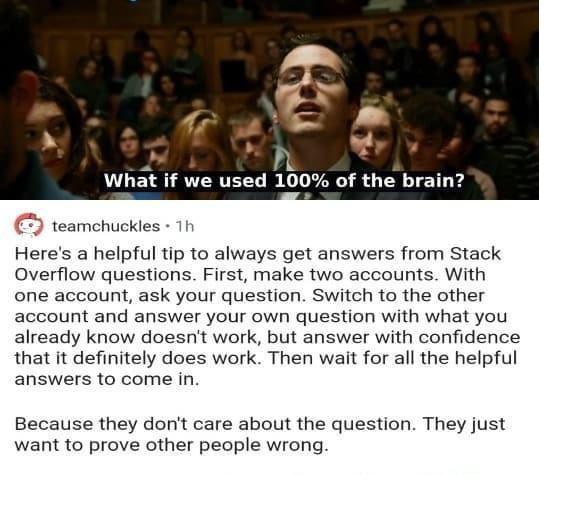 What if we used 100% of the brain?
teamchuckles • 1h
Here's a helpful tip to always get answers from Stack
Overflow questions. First, make two accounts. With
one account, ask your question. Switch to the other
account and answer your own question with what you
already know doesn't work, but answer with confidence
that it definitely does work. Then wait for all the helpful
answers to come in.
Because they don't care about the question. They just
want to prove other people wrong.